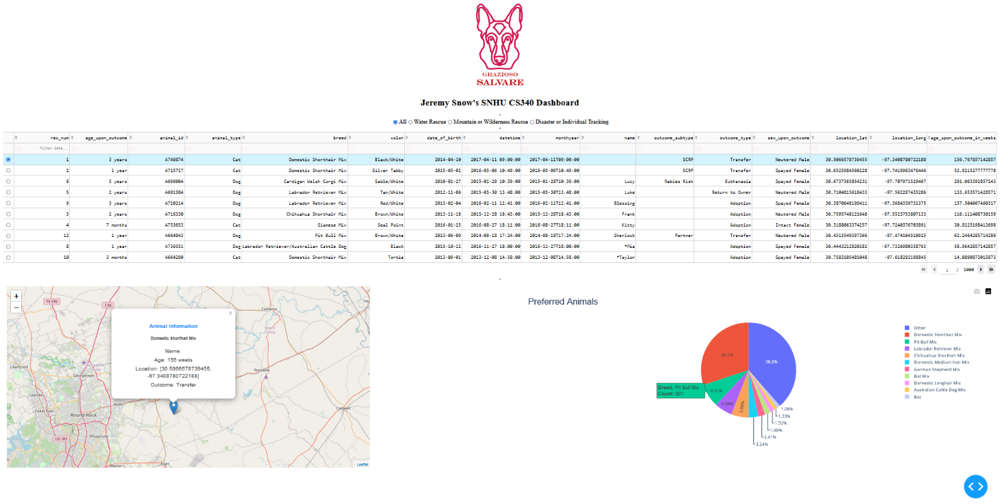 GRAZIOSO
SALVARE
Jeremy Snow's SNHU CS340 Dashboard
All Water Rescue Mountain or Wilderness Rescue Disaster or Individual Tracking
rec_num age_upon_outcome animal_id animal_type breed color date_of_birth datetime monthyear name outcome_subtype outcome_type sex_upon_outcome location_lat location_long age_upon_outcome_in_weeks
filter data...
1 3 years A746874 Cat Domestic Shorthair Mix Black/White 2014-04-10 2017-04-11 09:00:00 2017-04-11T09:00:00 SCRP Transfer Neutered Male 30.5066578739455 -97.3408780722188 156.767857142857
2 1 year A725717 Cat Domestic Shorthair Mix Silver Tabby 2015-05-02 2016-05-06 10:49:00 2016-05-06T10:49:00 SCRP Transfer Spayed Female 30.6525984560228 -97.7419963476444 52.9215277777778
6 5 years A696004 Dog Cardigan Welsh Corgi Mix Sable/White 2010-01-27 2015-01-28 10:39:00 2015-01-28T10:39:00 Lucy Rabies Risk Euthanasia Spayed Female 30.6737365854231 -97.707971529467 261.063392857143
5 2 years A691584 Dog Labrador Retriever Mix Tan/White 2012-11-06 2015-05-30 13:48:00 2015-05-30T13:48:00 Luke Return to Owner Neutered Male 30.7104815618433 -97.562297435286 133.653571428571
9 3 years A720214 Dog Labrador Retriever Mix Red/White 2013-02-04 2016-02-11 12:41:00 2016-02-11T12:41:00 Blessing Adoption Spayed Female 30.3870648199411 -97.3684339731375 157.504067460317
3 2 years A716330 Dog Chihuahua Shorthair Mix Brown/White 2013-11-18 2015-12-28 18:43:00 2015-12-28T18:43:00 Frank Adoption Neutered Male 30.7595748121648 -97.5523753807133 110.111408730159
4 7 months A733653 Cat Siamese Mix Seal Point 2016-01-25 2016-08-27 18:11:00 2016-08-27T18:11:00 Kitty Adoption Intact Female 30.3188063374257 -97.7240376703891 30.8225198412698
12 1 year A664843 Dog Pit Bull Mix Brown/White 2013-06-09 2014-08-18 17:24:00 2014-08-18T17:24:00 Sherlock Partner Transfer Neutered Male 30.4515549397366 -97.474104510925 62.2464285714286
8 1 year A736551 Dog Labrador Retriever/Australian Cattle Dog Black 2015-10-12 2016-11-27 18:00:00 2016-11-27T18:00:00 *Mia Adoption Spayed Female 30.4443212820182 -97.7326980338793 58.9642857142857
10 3 months A664290 Cat Domestic Shorthair Mix Tortie 2013-09-01 2013-12-08 14:58:00 2013-12-08T14:58:00 *Taylor Adoption Spayed Female 30.7583105481048 -97.618292198845 14.0890873015873
1 / 1000
+
−
TX 195
I 35
Cameron
Milam County
Liberty Hill
Georgetown
Leander
Cedar Park
Round Rock
Hutto
Pflugerville
US 183
Manor
Elgin
Rockdale
Caldwell
Leaflet
Animal Information
Domestic Shorthair Mix
Name:
Age: 156 weeks
Location: [30.5066578739455,
-97.3408780722188]
Outcome: Transfer
Preferred Animals
38.6%
30.1%
8.01%
6.08%
5.88%
3.24%
2.41%
1.88%
1.52%
1.23%
1.08%
Breed: Pit Bull Mix
Count: 801
Other
Domestic Shorthair Mix
Pit Bull Mix
Labrador Retriever Mix
Chihuahua Shorthair Mix
Domestic Medium Hair Mix
German Shepherd Mix
Bat Mix
Domestic Longhair Mix
Australian Cattle Dog Mix
Bat